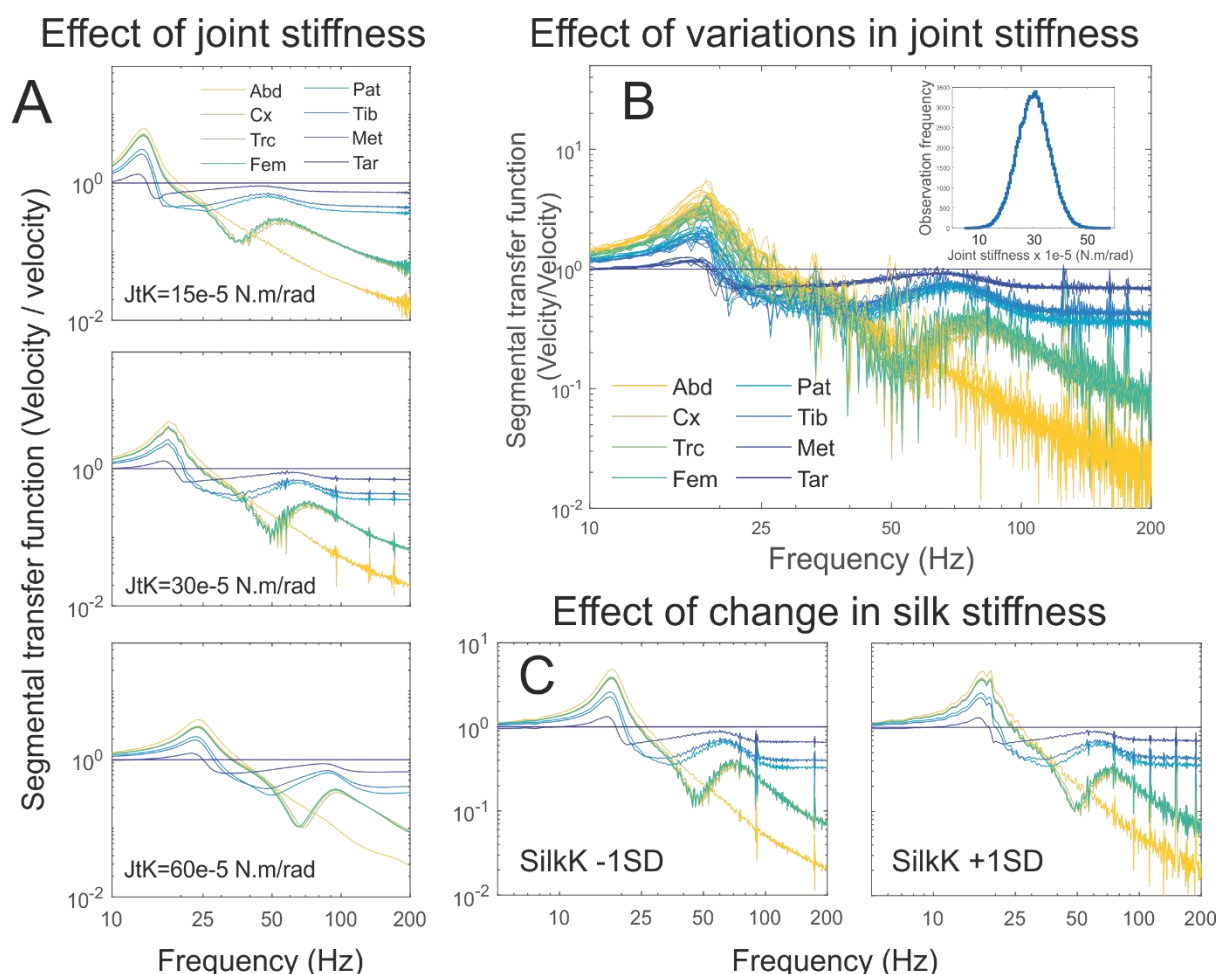 Effect of joint stiffness
A
Abd
Cx
Trc
Fem
Pat
Tib
Met
Tar
10^0
JtK=15e-5 N.m/rad
10^-2
10^0
JtK=30e-5 N.m/rad
10^-2
10^0
JtK=60e-5 N.m/rad
10^-2
10 25 50 100 200
Frequency (Hz)
Segmental transfer function (Velocity / velocity)
Effect of variations in joint stiffness
B
10^1
10^0
10^-1
10^-2
Segmental transfer function
(Velcity/Velocity)
Observation frequency
3500
3000
2500
2000
1500
1000
500
0
10 30 50
Joint stiffness x 1e-5 (N.m/rad)
Abd
Cx
Trc
Fem
Pat
Tib
Met
Tar
10 25 50 100 200
Frequency (Hz)
Effect of change in silk stiffness
C
10^1
10^0
10^-1
10^-2
SilkK -1SD
10 25 50 100 200
Frequency (Hz)
SilkK +1SD
10 25 50 100 200
Frequency (Hz)